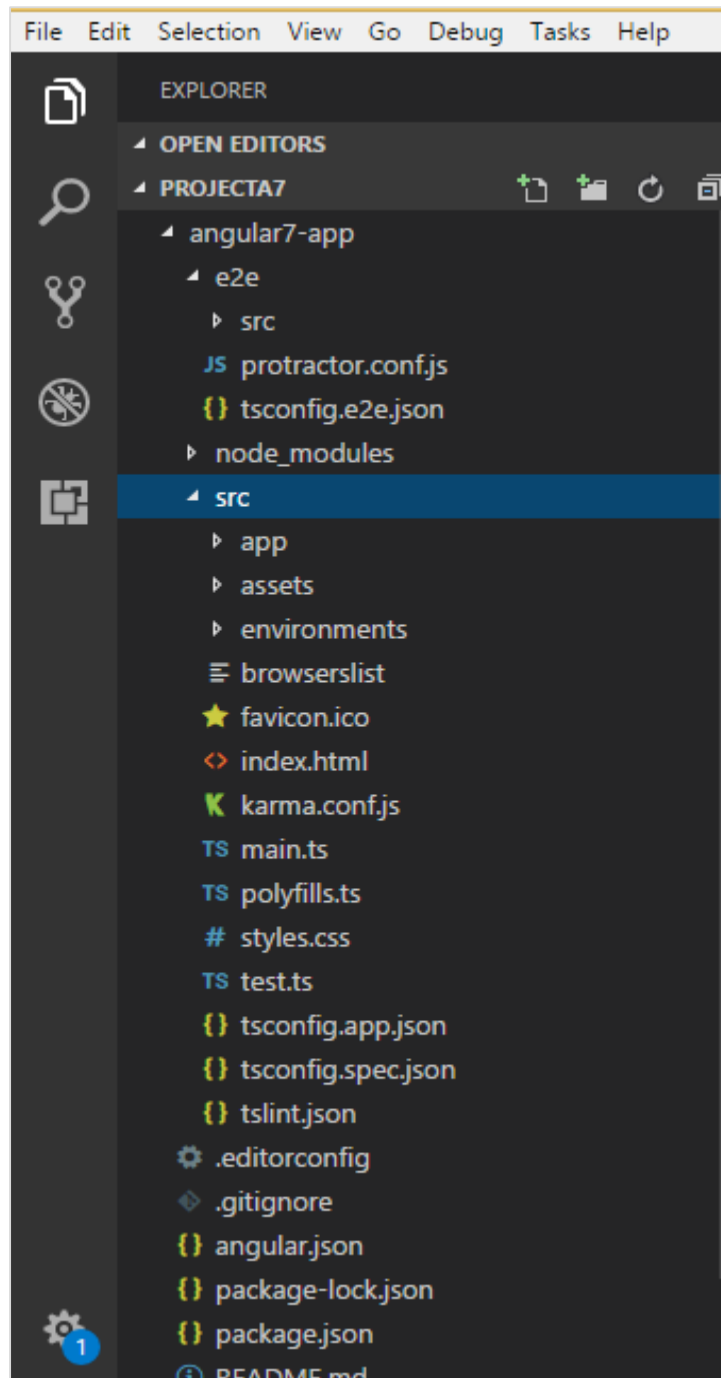 File Edit Selection View Go Debug Tasks Help
EXPLORER
OPEN EDITORS
PROJECTA7
angular7-app
e2e
src
JS protractor.conf.js
{} tsconfig.e2e.json
node_modules
src
app
assets
environments
browserslist
favicon.ico
<> index.html
karma.conf.js
TS main.ts
TS polyfills.ts
# styles.css
TS test.ts
{} tsconfig.app.json
{} tsconfig.spec.json
{} tslint.json
.editorconfig
.gitignore
{} angular.json
{} package-lock.json
{} package.json
1
README.md